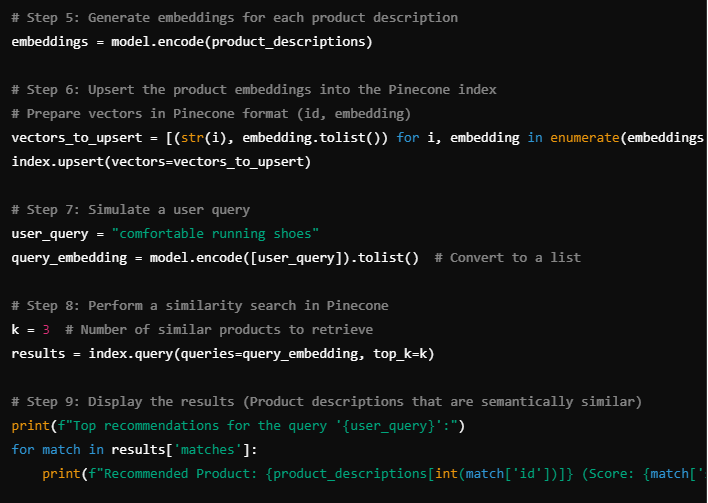 # Step 5: Generate embeddings for each product description
embeddings = model.encode(product_descriptions)
# Step 6: Upsert the product embeddings into the Pinecone index
# Prepare vectors in Pinecone format (id, embedding)
vectors_to_upsert = [(str(i), embedding.tolist()) for i, embedding in enumerate(embeddings
index.upsert(vectors=vectors_to_upsert)
# Step 7: Simulate a user query
user_query = "comfortable running shoes"
query_embedding = model.encode([user_query]).tolist()  # Convert to a list
# Step 8: Perform a similarity search in Pinecone
k = 3  # Number of similar products to retrieve
results = index.query(queries=query_embedding, top_k=k)
# Step 9: Display the results (Product descriptions that are semantically similar)
print(f"Top recommendations for the query '{user_query}':")
for match in results['matches']:
    print(f"Recommended Product: {product_descriptions[int(match['id'])]} (Score: {match['